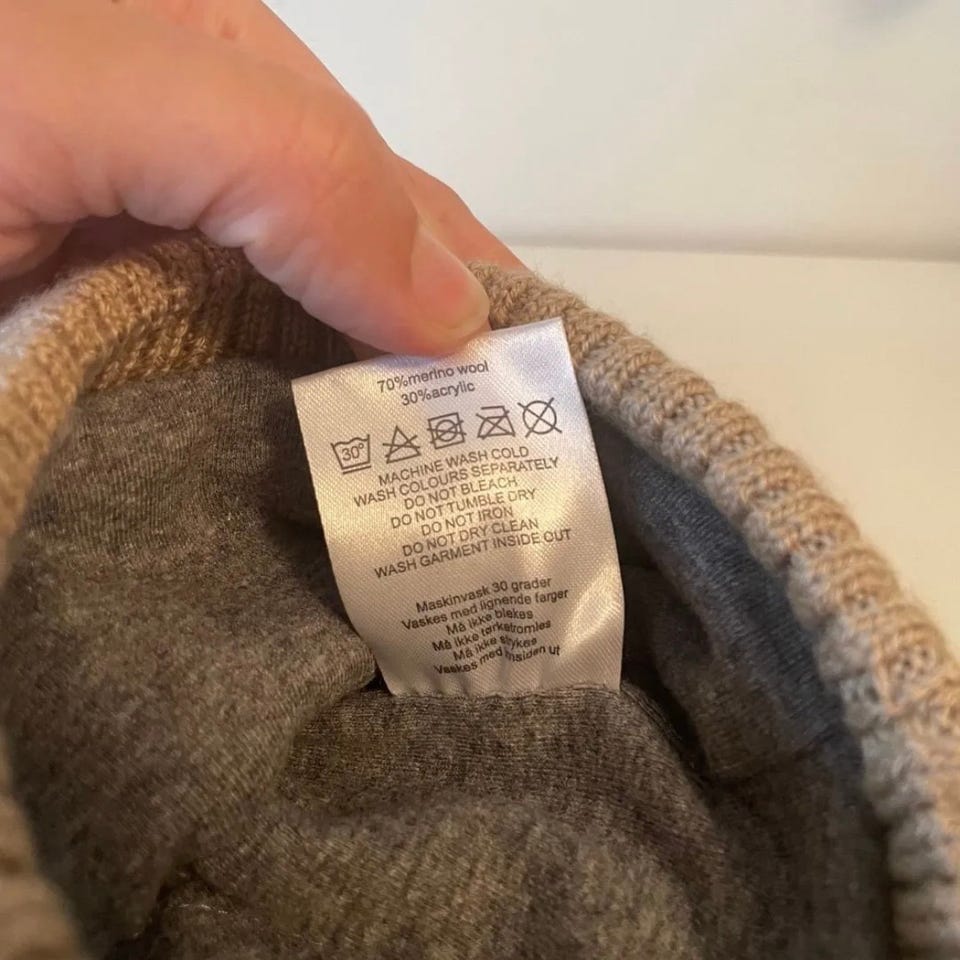 70%merino wool
30%acrylic
30°
MACHINE WASH COLD
WASH COLOURS SEPARATELY
DO NOT BLEACH
DO NOT TUMBLE DRY
DO NOT IRON
DO NOT DRY CLEAN
WASH GARMENT INSIDE OUT
Maskinvask 30 grader
Vaskes med lignende farger
Må ikke blekes
Må ikke tørketromles
Må ikke strykes
Vaskes med insiden ut